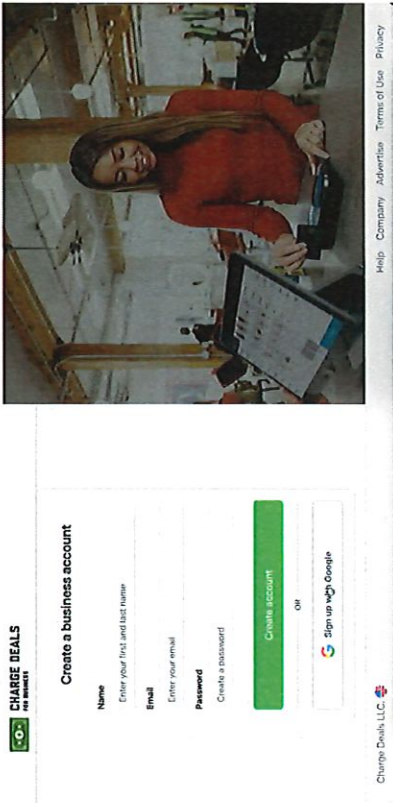 CHARGE DEALS
FOR BUSINESS
Create a business account
Name
Enter your first and last name
Email
Enter your email
Password
Create a password
Create account
OR
Sign up with Google
Charge Deals LLC.
Help Company Advertise Terms of Use Privacy